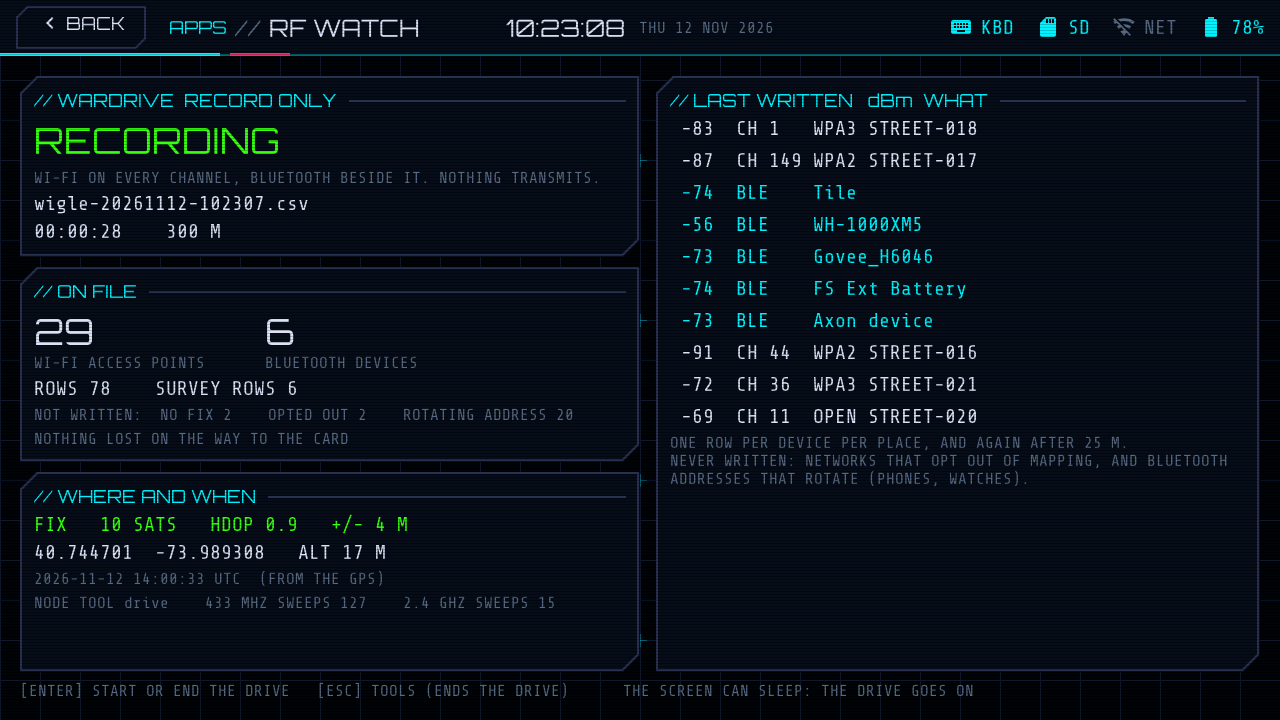 BACK
APPS // RF WATCH
10:23:08 THU 12 NOV 2026
KBD SD NET 78%
// WARDRIVE RECORD ONLY
RECORDING
WI-FI ON EVERY CHANNEL, BLUETOOTH BESIDE IT. NOTHING TRANSMITS.
wigle-20261112-102307.csv
00:00:28 300 M
// ON FILE
29 6
WI-FI ACCESS POINTS BLUETOOTH DEVICES
ROWS 78 SURVEY ROWS 6
NOT WRITTEN: NO FIX 2 OPTED OUT 2 ROTATING ADDRESS 20
NOTHING LOST ON THE WAY TO THE CARD
// WHERE AND WHEN
FIX 10 SATS HDOP 0.9 +/- 4 M
40.744701 -73.989308 ALT 17 M
2026-11-12 14:00:33 UTC (FROM THE GPS)
NODE TOOL drive 433 MHZ SWEEPS 127 2.4 GHZ SWEEPS 15
// LAST WRITTEN dBm WHAT
-83 CH 1 WPA3 STREET-018
-87 CH 149 WPA2 STREET-017
-74 BLE Tile
-56 BLE WH-1000XM5
-73 BLE Govee_H6046
-74 BLE FS Ext Battery
-73 BLE Axon device
-91 CH 44 WPA2 STREET-016
-72 CH 36 WPA3 STREET-021
-69 CH 11 OPEN STREET-020
ONE ROW PER DEVICE PER PLACE, AND AGAIN AFTER 25 M.
NEVER WRITTEN: NETWORKS THAT OPT OUT OF MAPPING, AND BLUETOOTH
ADDRESSES THAT ROTATE (PHONES, WATCHES).
[ENTER] START OR END THE DRIVE [ESC] TOOLS (ENDS THE DRIVE) THE SCREEN CAN SLEEP: THE DRIVE GOES ON